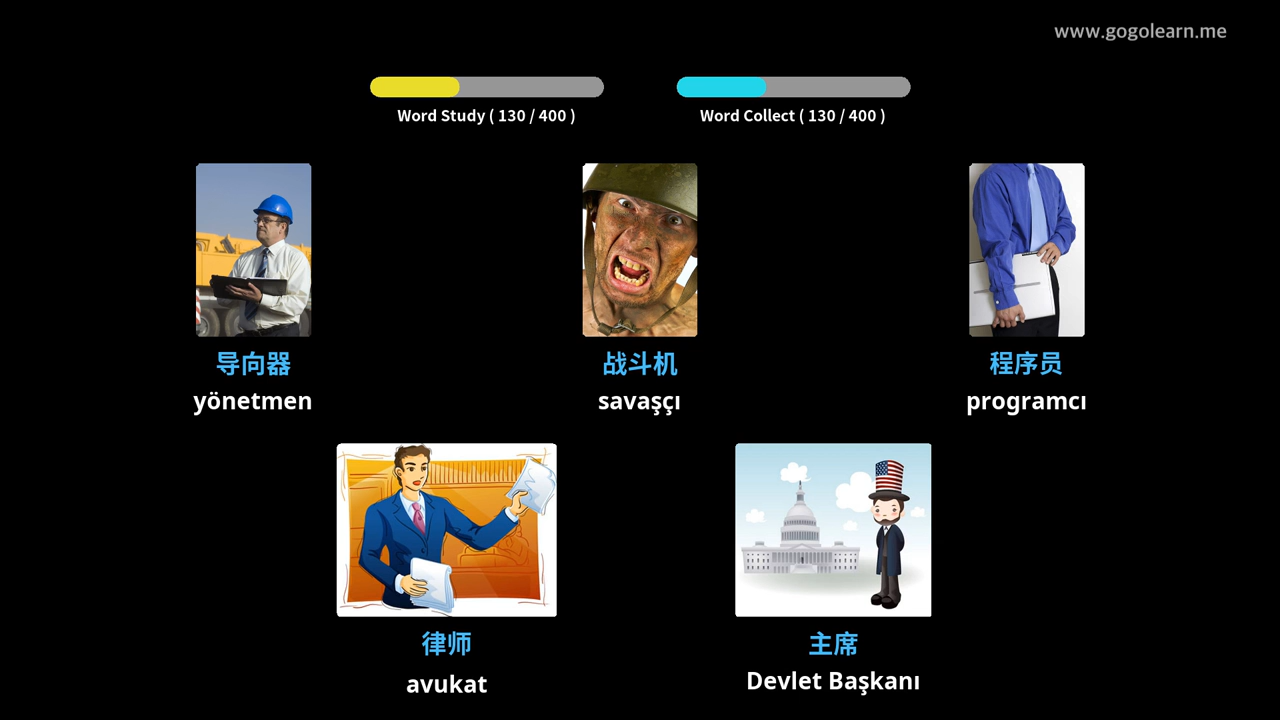 www.gogolearn.me
Word Study ( 130 / 400 )
Word Collect ( 130 / 400 )
导向器
yönetmen
战斗机
savaşçı
程序员
programcı
律师
avukat
主席
Devlet Başkanı